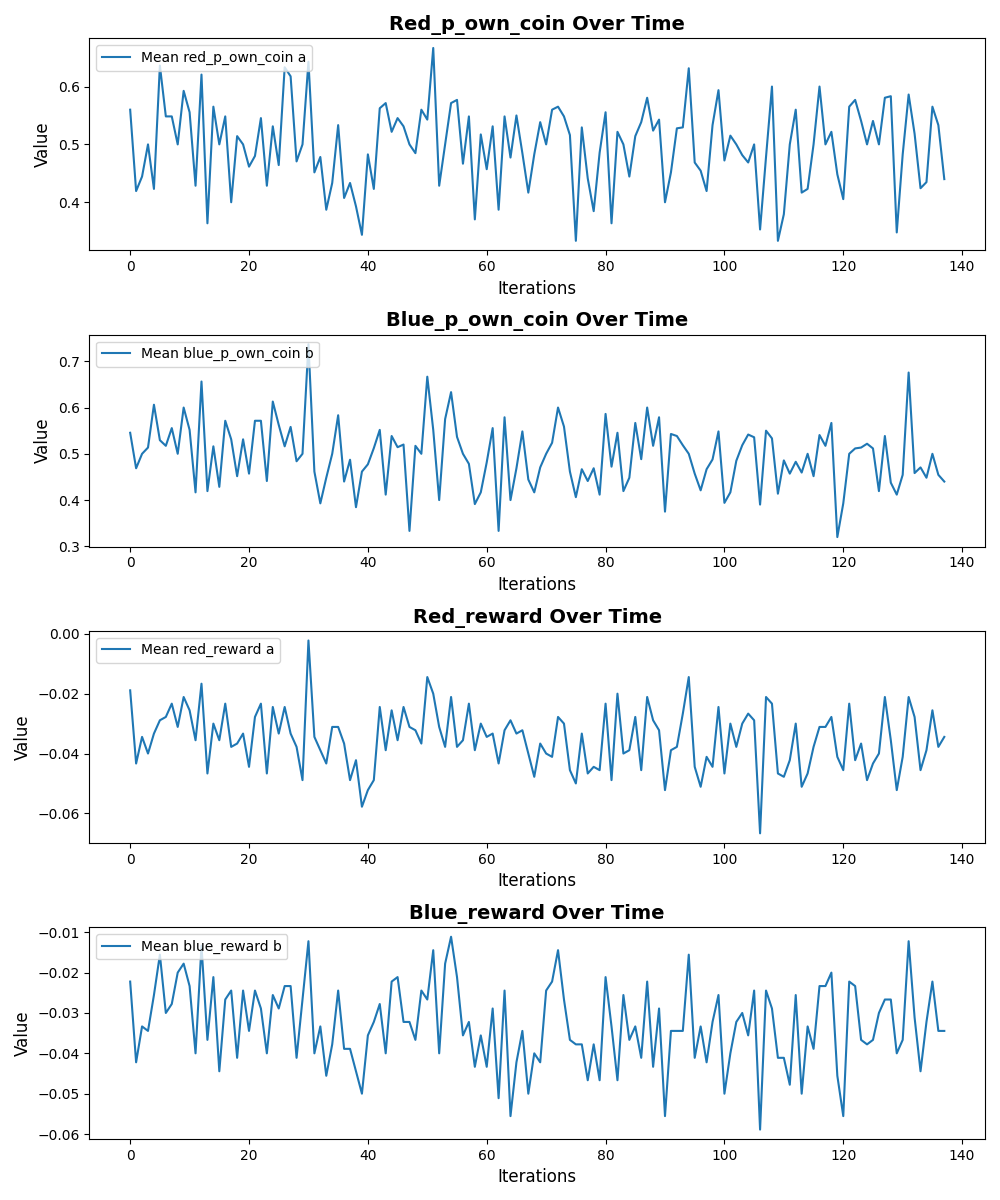 Red_p_own_coin Over Time
Mean red_p_own_coin a
0.6
0.5
0.4
Value
0 20 40 60 80 100 120 140
Iterations
Blue_p_own_coin Over Time
Mean blue_p_own_coin b
0.7
0.6
0.5
0.4
0.3
Value
0 20 40 60 80 100 120 140
Iterations
Red_reward Over Time
Mean red_reward a
0.00
−0.02
−0.04
−0.06
Value
0 20 40 60 80 100 120 140
Iterations
Blue_reward Over Time
Mean blue_reward b
−0.01
−0.02
−0.03
−0.04
−0.05
−0.06
Value
0 20 40 60 80 100 120 140
Iterations